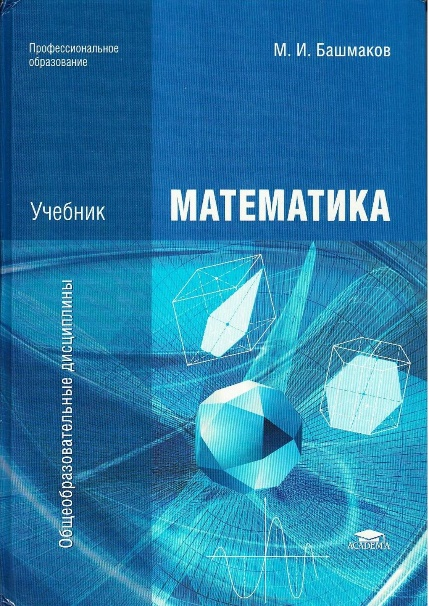 Профессиональное
образование
М. И. Башмаков
Учебник
МАТЕМАТИКА
Общеобразовательные дисциплины
ACADEMA